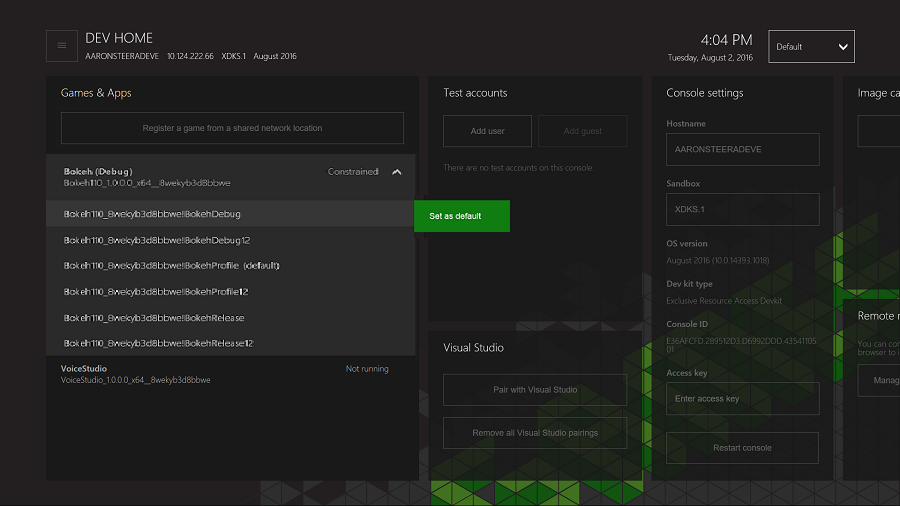 DEV HOME
AARONSTEERADEVE 10.124.222.66 XDKS.1 August 2016
4:04 PM
Tuesday, August 2, 2016
Default
Games & Apps
Register a game from a shared network location
Bokeh (Debug)
Constrained
Bokeh110_1.0.0.0_x64__8wekyb3d8bbwe
Bokeh110_8wekyb3d8bbwe!BokehDebug
Set as default
Bokeh110_8wekyb3d8bbwe!BokehDebug12
Bokeh110_8wekyb3d8bbwe!BokehProfile (default)
Bokeh110_8wekyb3d8bbwe!BokehProfile12
Bokeh110_8wekyb3d8bbwe!BokehRelease
Bokeh110_8wekyb3d8bbwe!BokehRelease12
VoiceStudio
Not running
VoiceStudio_1.0.0.0_x64__8wekyb3d8bbwe
Test accounts
Add user
Add guest
There are no test accounts on this console.
Visual Studio
Pair with Visual Studio
Remove all Visual Studio pairings
Console settings
Hostname
AARONSTEERADEVE
Sandbox
XDKS.1
OS version
August 2016 (10.0.14393.1018)
Dev kit type
Exclusive Resource Access Devkit
Console ID
E36AFCFD.289512D3.D6992DDD.43541105
.01
Access key
Enter access key
Restart console
Image ca
Remote
You can con
browser to
Manag